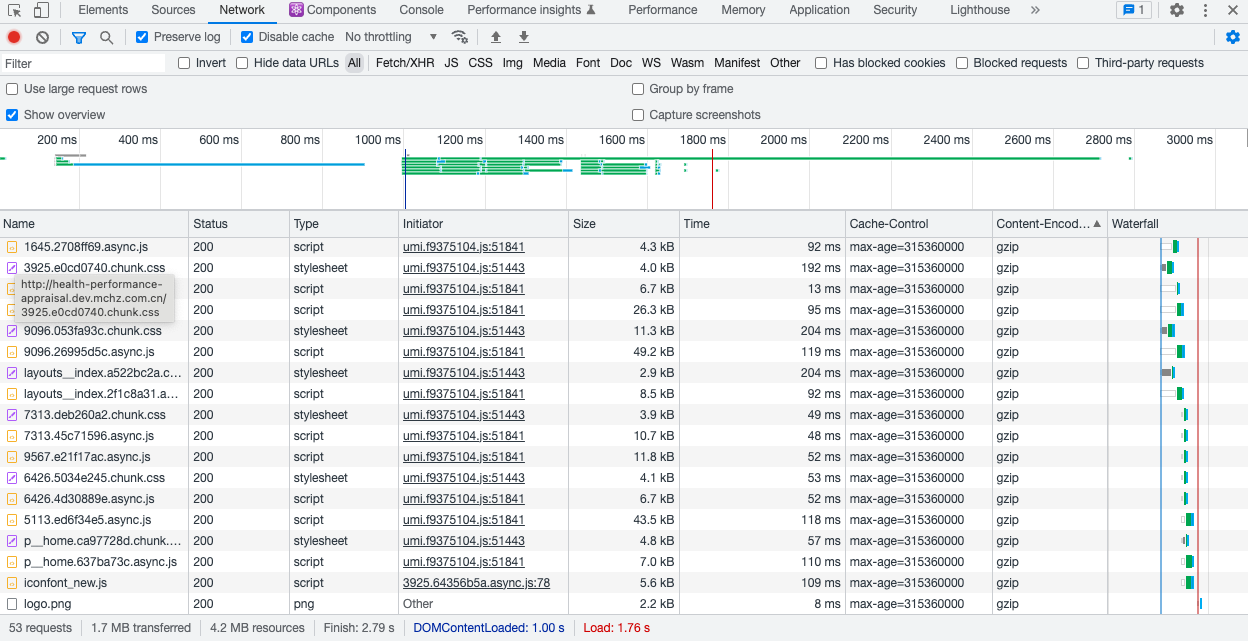 Elements Sources Network Components Console Performance insights Performance Memory Application Security Lighthouse » 1
Preserve log Disable cache No throttling
Filter Invert Hide data URLs All Fetch/XHR JS CSS Img Media Font Doc WS Wasm Manifest Other Has blocked cookies Blocked requests Third-party requests
Use large request rows Group by frame
Show overview Capture screenshots
200 ms 400 ms 600 ms 800 ms 1000 ms 1200 ms 1400 ms 1600 ms 1800 ms 2000 ms 2200 ms 2400 ms 2600 ms 2800 ms 3000 ms
Name Status Type Initiator Size Time Cache-Control Content-Encod... Waterfall
1645.2708ff69.async.js 200 script umi.f9375104.js:51841 4.3 kB 92 ms max-age=315360000 gzip
3925.e0cd0740.chunk.css 200 stylesheet umi.f9375104.js:51443 4.0 kB 192 ms max-age=315360000 gzip
http://health-performance-
appraisal.dev.mchz.com.cn/
3925.e0cd0740.chunk.css
200 script umi.f9375104.js:51841 6.7 kB 13 ms max-age=315360000 gzip
200 script umi.f9375104.js:51841 26.3 kB 95 ms max-age=315360000 gzip
9096.053fa93c.chunk.css 200 stylesheet umi.f9375104.js:51443 11.3 kB 204 ms max-age=315360000 gzip
9096.26995d5c.async.js 200 script umi.f9375104.js:51841 49.2 kB 119 ms max-age=315360000 gzip
layouts__index.a522bc2a.c... 200 stylesheet umi.f9375104.js:51443 2.9 kB 204 ms max-age=315360000 gzip
layouts__index.2f1c8a31.a... 200 script umi.f9375104.js:51841 8.5 kB 92 ms max-age=315360000 gzip
7313.deb260a2.chunk.css 200 stylesheet umi.f9375104.js:51443 3.9 kB 49 ms max-age=315360000 gzip
7313.45c71596.async.js 200 script umi.f9375104.js:51841 10.7 kB 48 ms max-age=315360000 gzip
9567.e21f17ac.async.js 200 script umi.f9375104.js:51841 11.8 kB 52 ms max-age=315360000 gzip
6426.5034e245.chunk.css 200 stylesheet umi.f9375104.js:51443 4.1 kB 53 ms max-age=315360000 gzip
6426.4d30889e.async.js 200 script umi.f9375104.js:51841 6.7 kB 52 ms max-age=315360000 gzip
5113.ed6f34e5.async.js 200 script umi.f9375104.js:51841 43.5 kB 118 ms max-age=315360000 gzip
p__home.ca97728d.chunk.... 200 stylesheet umi.f9375104.js:51443 4.8 kB 57 ms max-age=315360000 gzip
p__home.637ba73c.async.js 200 script umi.f9375104.js:51841 7.0 kB 110 ms max-age=315360000 gzip
iconfont_new.js 200 script 3925.64356b5a.async.js:78 5.6 kB 109 ms max-age=315360000 gzip
logo.png 200 png Other 2.2 kB 8 ms max-age=315360000 gzip
53 requests 1.7 MB transferred 4.2 MB resources Finish: 2.79 s DOMContentLoaded: 1.00 s Load: 1.76 s